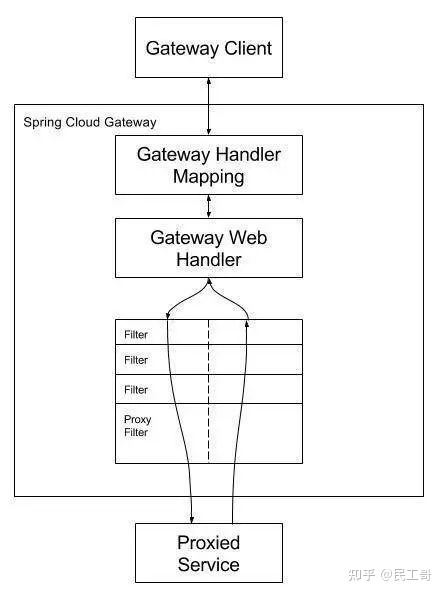 Gateway Client
Spring Cloud Gateway
Gateway Handler
Mapping
Gateway Web
Handler
Filter
Filter
Filter
Proxy
Filter
Proxied
Service
知乎 @民工哥